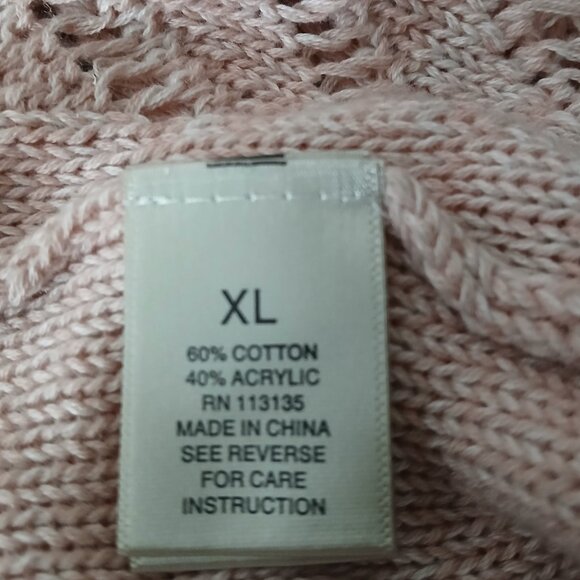 XL
60% COTTON
40% ACRYLIC
RN 113135
MADE IN CHINA
SEE REVERSE
FOR CARE
INSTRUCTION